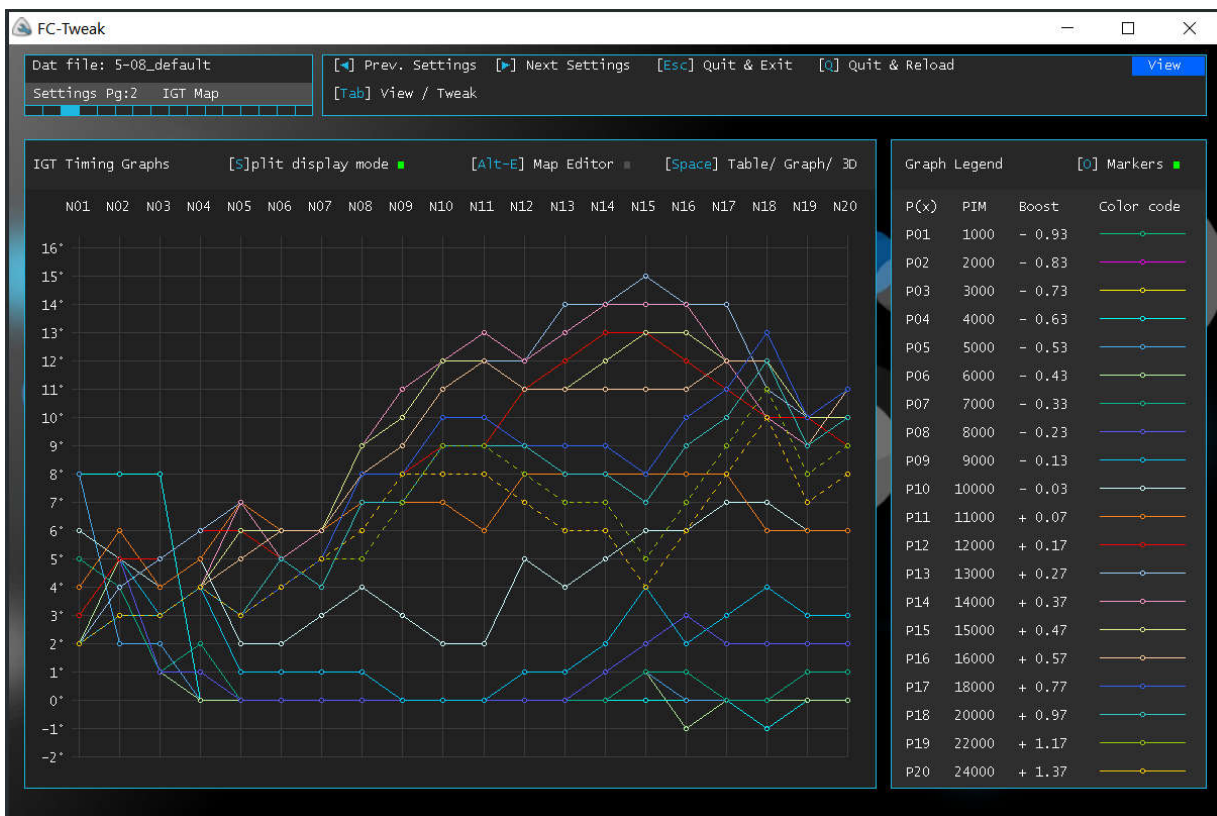 FC-Tweak
Dat file: 5-08_default
Settings Pg:2 IGT Map
[◄] Prev. Settings [►] Next Settings [Esc] Quit & Exit [Q] Quit & Reload View
[Tab] View / Tweak
IGT Timing Graphs [S]plit display mode [Alt-E] Map Editor [Space] Table/ Graph/ 3D
N01 N02 N03 N04 N05 N06 N07 N08 N09 N10 N11 N12 N13 N14 N15 N16 N17 N18 N19 N20
16°
15°
14°
13°
12°
11°
10°
9°
8°
7°
6°
5°
4°
3°
2°
1°
0°
-1°
-2°
Graph Legend [O] Markers
P(x) PIM Boost Color code
P01 1000 - 0.93
P02 2000 - 0.83
P03 3000 - 0.73
P04 4000 - 0.63
P05 5000 - 0.53
P06 6000 - 0.43
P07 7000 - 0.33
P08 8000 - 0.23
P09 9000 - 0.13
P10 10000 - 0.03
P11 11000 + 0.07
P12 12000 + 0.17
P13 13000 + 0.27
P14 14000 + 0.37
P15 15000 + 0.47
P16 16000 + 0.57
P17 18000 + 0.77
P18 20000 + 0.97
P19 22000 + 1.17
P20 24000 + 1.37